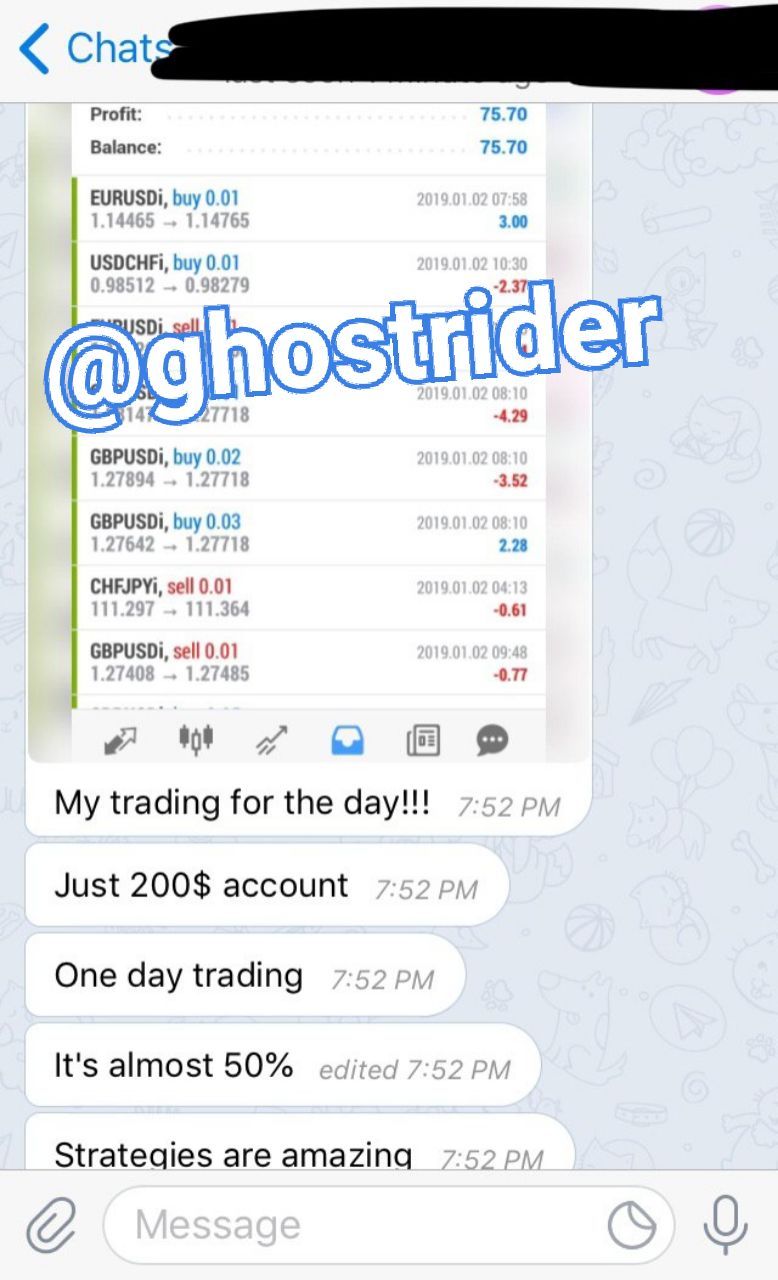 Chats
Profit: 75.70
Balance: 75.70
EURUSDi, buy 0.01 2019.01.02 07:58
1.14465 → 1.14765 3.00
USDCHFi, buy 0.01 2019.01.02 10:30
0.98512 → 0.98279 -2.37
sell
@ghostrider
2019.01.02 08:10
27718 -4.29
GBPUSDi, buy 0.02 2019.01.02 08:10
1.27894 → 1.27718 -3.52
GBPUSDi, buy 0.03 2019.01.02 08:10
1.27642 → 1.27718 2.28
CHFJPYi, sell 0.01 2019.01.02 04:13
111.297 → 111.364 -0.61
GBPUSDi, sell 0.01 2019.01.02 09:48
1.27408 → 1.27485 -0.77
My trading for the day!!! 7:52 PM
Just 200$ account 7:52 PM
One day trading 7:52 PM
It's almost 50% edited 7:52 PM
Strategies are amazing 7:52 PM
Message